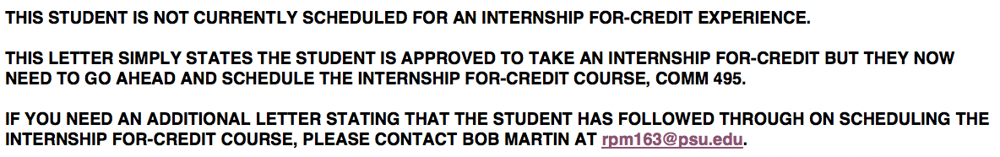 THIS STUDENT IS NOT CURRENTLY SCHEDULED FOR AN INTERNSHIP FOR-CREDIT EXPERIENCE.
THIS LETTER SIMPLY STATES THE STUDENT IS APPROVED TO TAKE AN INTERNSHIP FOR-CREDIT BUT THEY NOW
NEED TO GO AHEAD AND SCHEDULE THE INTERNSHIP FOR-CREDIT COURSE, COMM 495.
IF YOU NEED AN ADDITIONAL LETTER STATING THAT THE STUDENT HAS FOLLOWED THROUGH ON SCHEDULING THE
INTERNSHIP FOR-CREDIT COURSE, PLEASE CONTACT BOB MARTIN AT rpm163@psu.edu.